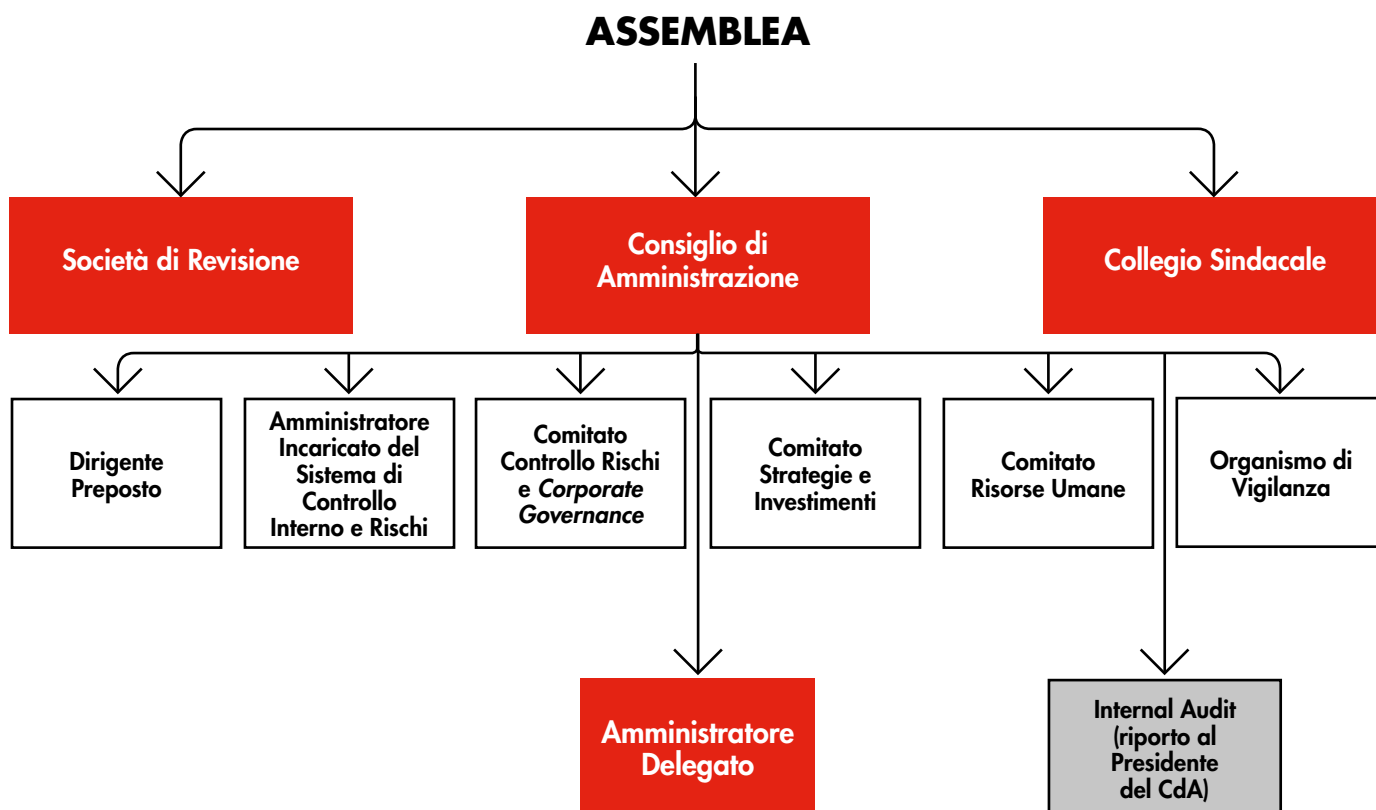 ASSEMBLEA
Società di Revisione
Consiglio di
Amministrazione
Collegio Sindacale
Dirigente
Preposto
Amministratore
Incaricato del
Sistema di
Controllo
Interno e Rischi
Comitato
Controllo Rischi
e Corporate
Governance
Comitato
Strategie e
Investimenti
Comitato
Risorse Umane
Organismo di
Vigilanza
Amministratore
Delegato
Internal Audit
(riporto al
Presidente
del CdA)